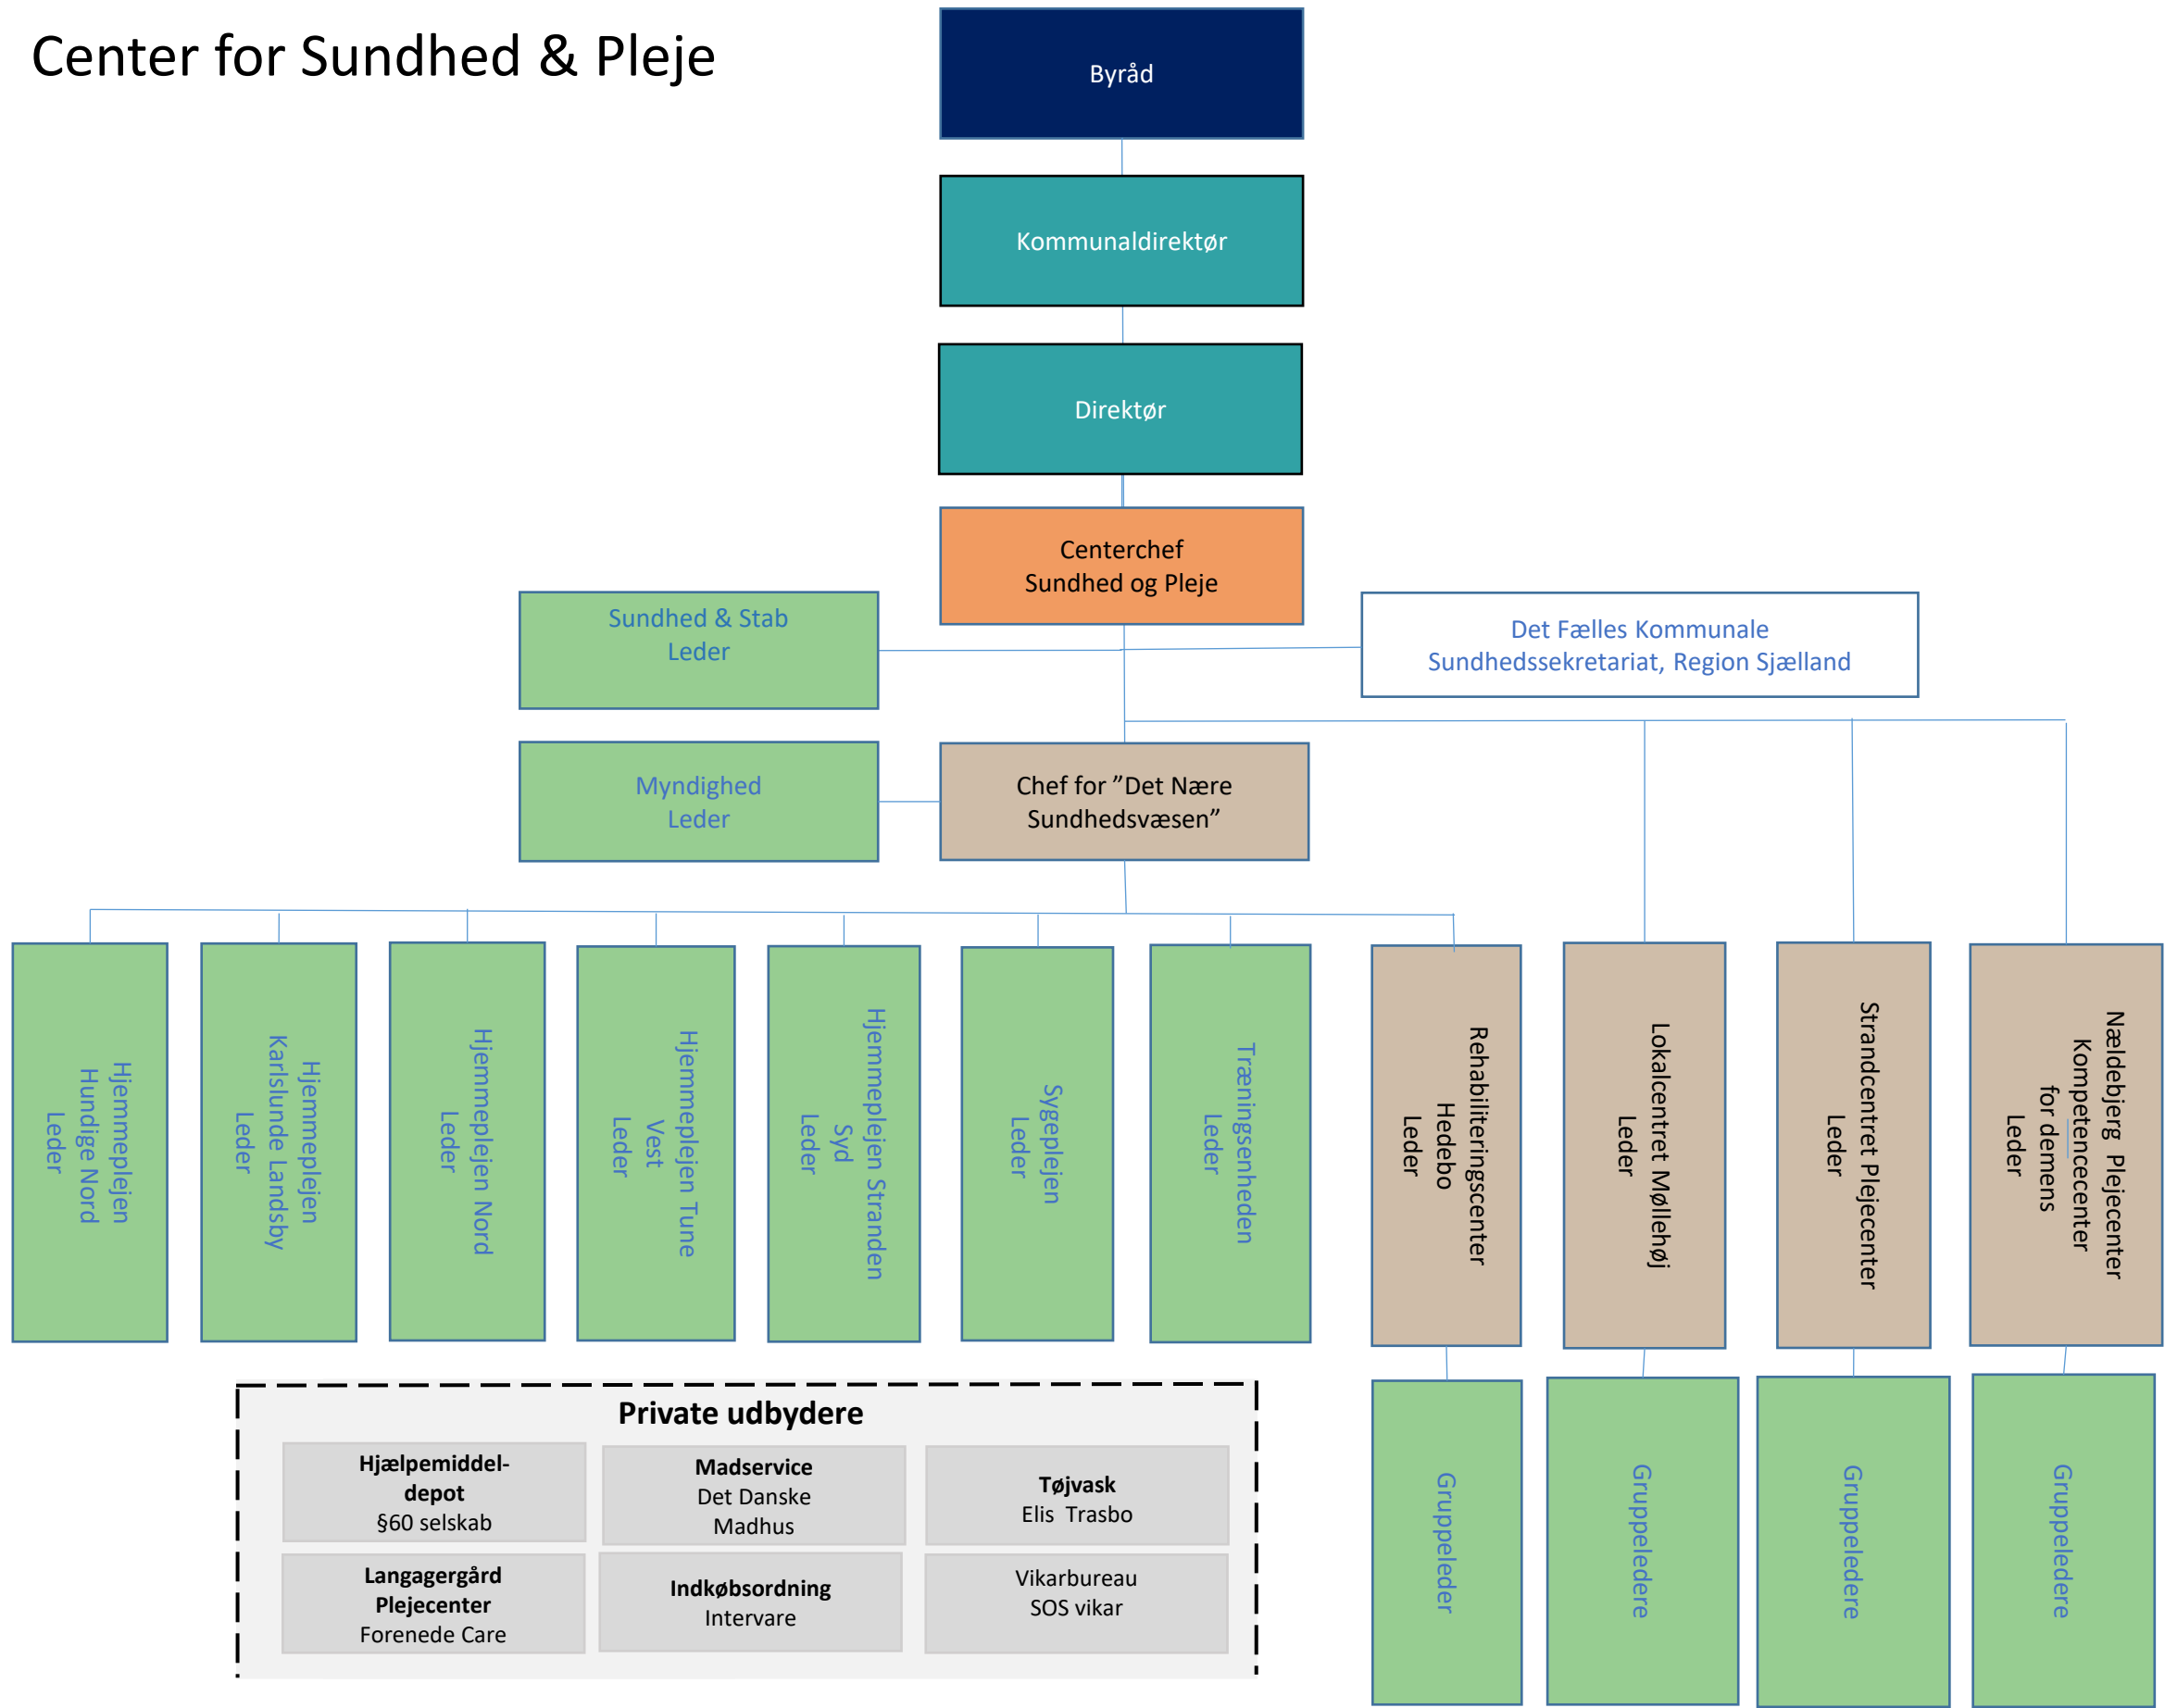 Center for Sundhed & Pleje
Byråd
Kommunaldirektør
Direktør
Centerchef
Sundhed og Pleje
Sundhed & Stab
Leder
Det Fælles Kommunale
Sundhedssekretariat, Region Sjælland
Myndighed
Leder
Chef for ”Det Nære
Sundhedsvæsen”
Hjemmeplejen
Hundige Nord
Leder
Hjemmeplejen
Karlslunde Landsby
Leder
Hjemmeplejen Nord
Leder
Hjemmeplejen Tune
Vest
Leder
Hjemmeplejen Stranden
Syd
Leder
Sygeplejen
Leder
Træningsenheden
Leder
Rehabiliteringscenter
Hedebo
Leder
Lokalcentret Møllehøj
Leder
Strandcentret Plejecenter
Leder
Nældebjerg Plejecenter
Kompetencecenter
for demens
Leder
Private udbydere
Hjælpemiddel-
depot
§60 selskab
Madservice
Det Danske
Madhus
Tøjvask
Elis Trasbo
Langagergård
Plejecenter
Forenede Care
Indkøbsordning
Intervare
Vikarbureau
SOS vikar
Gruppeleder
Gruppeledere
Gruppeledere
Gruppeledere